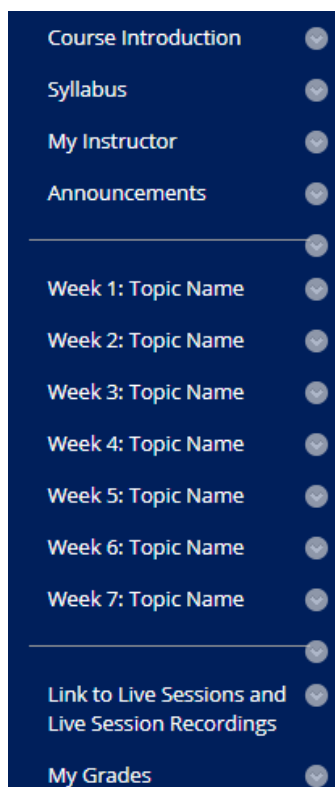 Course Introduction
Syllabus
My Instructor
Announcements
Week 1: Topic Name
Week 2: Topic Name
Week 3: Topic Name
Week 4: Topic Name
Week 5: Topic Name
Week 6: Topic Name
Week 7: Topic Name
Link to Live Sessions and
Live Session Recordings
My Grades